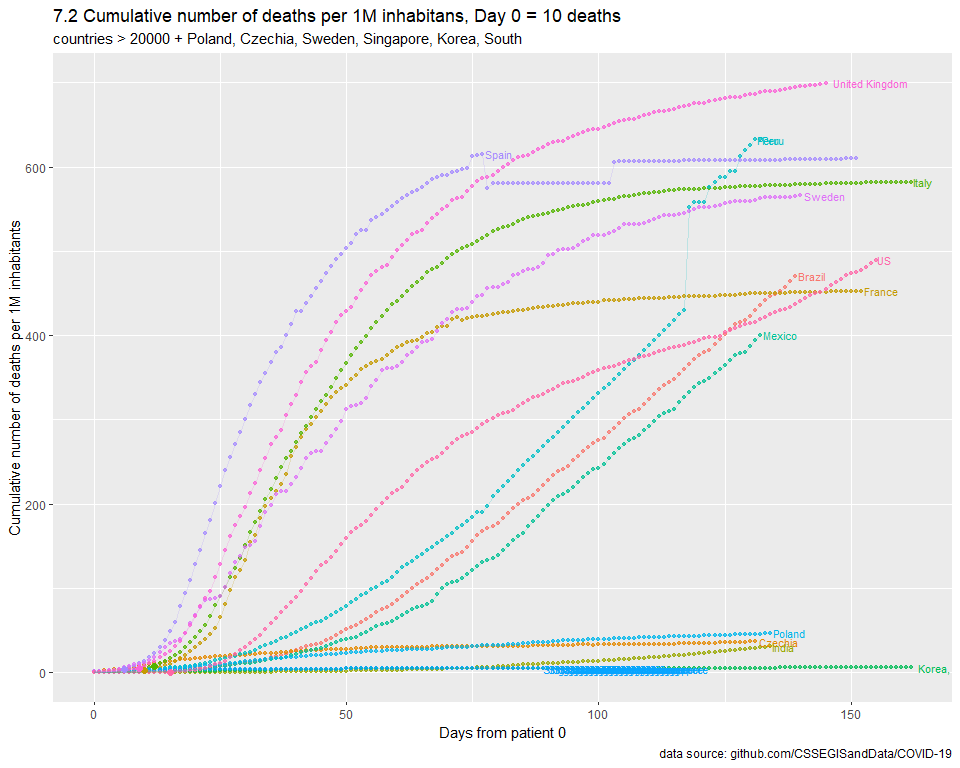 7.2 Cumulative number of deaths per 1M inhabitans, Day 0 = 10 deaths
countries > 20000 + Poland, Czechia, Sweden, Singapore, Korea, South
Cumulative number of deaths per 1M inhabitants
United Kingdom
600
Spain
Peru
Italy
Sweden
US
Brazil
France
400
Mexico
200
Poland
Czechia
India
0
Korea,
0
50
100
150
Days from patient 0
data source: github.com/CSSEGISandData/COVID-19